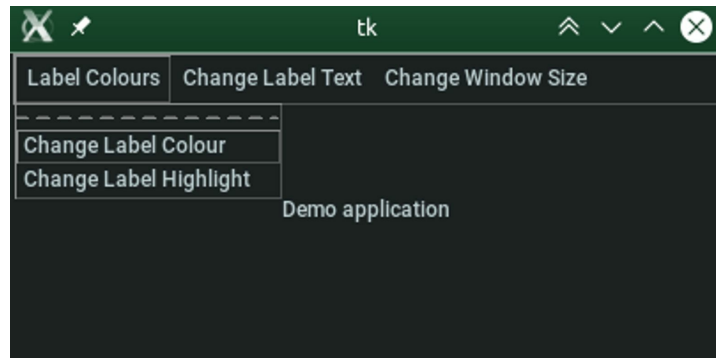 tk
Label Colours Change Label Text Change Window Size
Change Label Colour
Change Label Highlight
Demo application